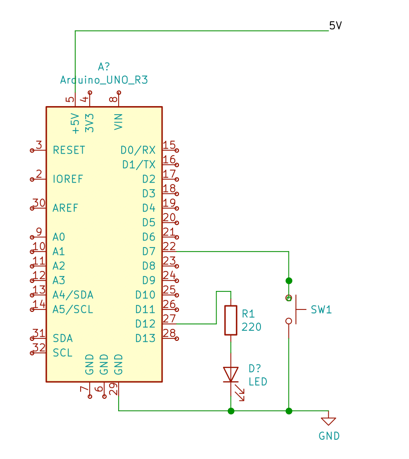 5V
A?
Arduino_UNO_R3
5 4 8
+5V 3V3 VIN
3 RESET D0/RX 15
D1/TX 16
2 IOREF D2 17
D3 18
30 AREF D4 19
D5 20
9 A0 D6 21
10 A1 D7 22
11 A2 D8 23
12 A3 D9 24
13 A4/SDA D10 25
14 A5/SCL D11 26
D12 27
31 SDA D13 28
32 SCL
GND GND GND
7 6 29
SW1
R1
220
D?
LED
GND